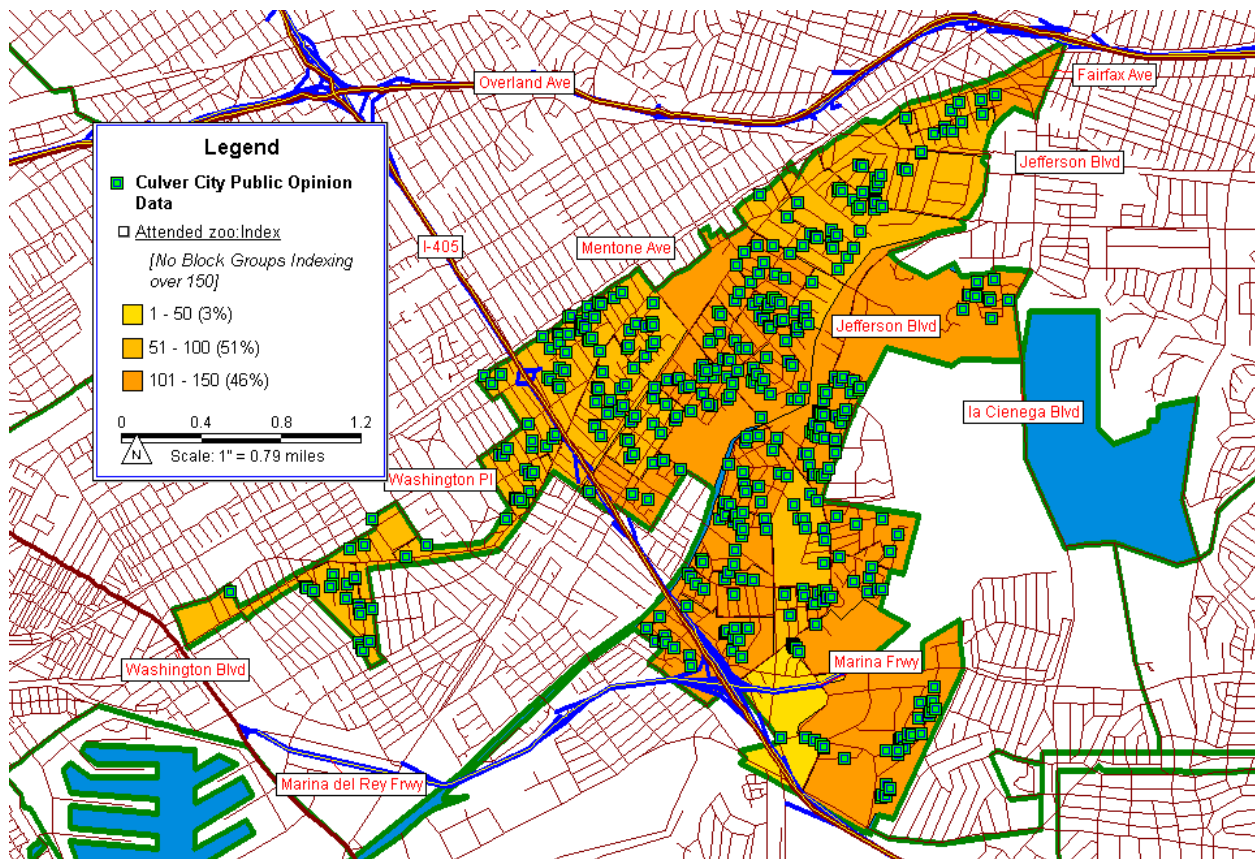 Overland Ave
Fairfax Ave
Legend
Culver City Public Opinion
Data
Attended zoo:Index
[No Block Groups Indexing
over 150]
1 - 50 (3%)
51 - 100 (51%)
101 - 150 (46%)
0 0.4 0.8 1.2
N
Scale: 1" = 0.79 miles
Jefferson Blvd
I-405
Mentone Ave
Jefferson Blvd
la Cienega Blvd
Washington Pl
Washington Blvd
Marina Frwy
Marina del Rey Frwy